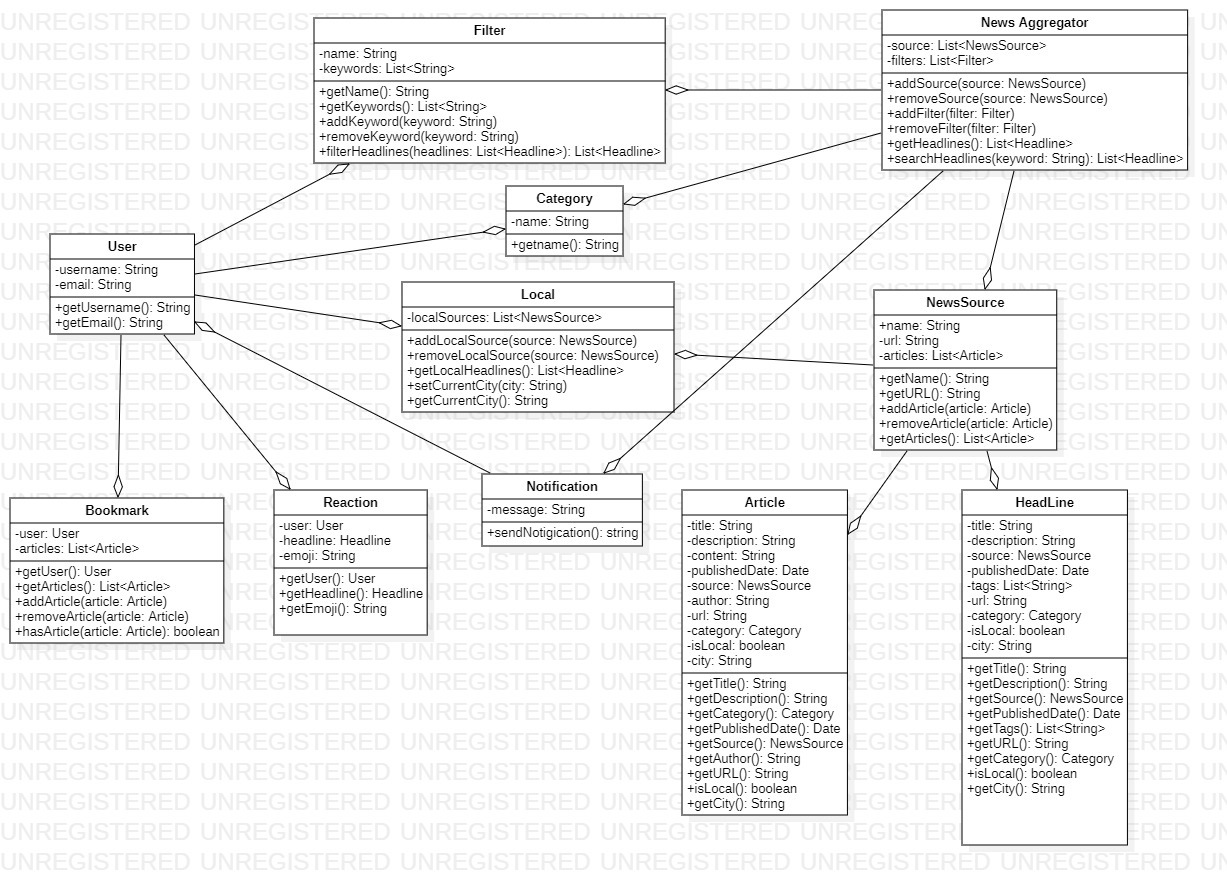 Filter
-name: String
-keywords: List<String>
+getName(): String
+getKeywords(): List<String>
+addKeyword(keyword: String)
+removeKeyword(keyword: String)
+filterHeadlines(headlines: List<Headline>): List<Headline>
News Aggregator
-source: List<NewsSource>
-filters: List<Filter>
+addSource(source: NewsSource)
+removeSource(source: NewsSource)
+addFilter(filter: Filter)
+removeFilter(filter: Filter)
+getHeadlines(): List<Headline>
+searchHeadlines(keyword: String): List<Headline>
Category
-name: String
+getname(): String
User
-username: String
-email: String
+getUsername(): String
+getEmail(): String
Local
-localSources: List<NewsSource>
+addLocalSource(source: NewsSource)
+removeLocalSource(source: NewsSource)
+getLocalHeadlines(): List<Headline>
+setCurrentCity(city: String)
+getCurrentCity(): String
NewsSource
+name: String
-url: String
-articles: List<Article>
+getName(): String
+getURL(): String
+addArticle(article: Article)
+removeArticle(article: Article)
+getArticles(): List<Article>
Bookmark
-user: User
-articles: List<Article>
+getUser(): User
+getArticles(): List<Article>
+addArticle(article: Article)
+removeArticle(article: Article)
+hasArticle(article: Article): boolean
Reaction
-user: User
-headline: Headline
-emoji: String
+getUser(): User
+getHeadline(): Headline
+getEmoji(): String
Notification
-message: String
+sendNotigication(): string
Article
-title: String
-description: String
-content: String
-publishedDate: Date
-source: NewsSource
-author: String
-url: String
-category: Category
-isLocal: boolean
-city: String
+getTitle(): String
+getDescription(): String
+getCategory(): Category
+getPublishedDate(): Date
+getSource(): NewsSource
+getAuthor(): String
+getURL(): String
+isLocal(): boolean
+getCity(): String
HeadLine
-title: String
-description: String
-source: NewsSource
-publishedDate: Date
-tags: List<String>
-url: String
-category: Category
-isLocal: boolean
-city: String
+getTitle(): String
+getDescription(): String
+getSource(): NewsSource
+getPublishedDate(): Date
+getTags(): List<String>
+getURL(): String
+getCategory(): Category
+isLocal(): boolean
+getCity(): String
UNREGISTERED